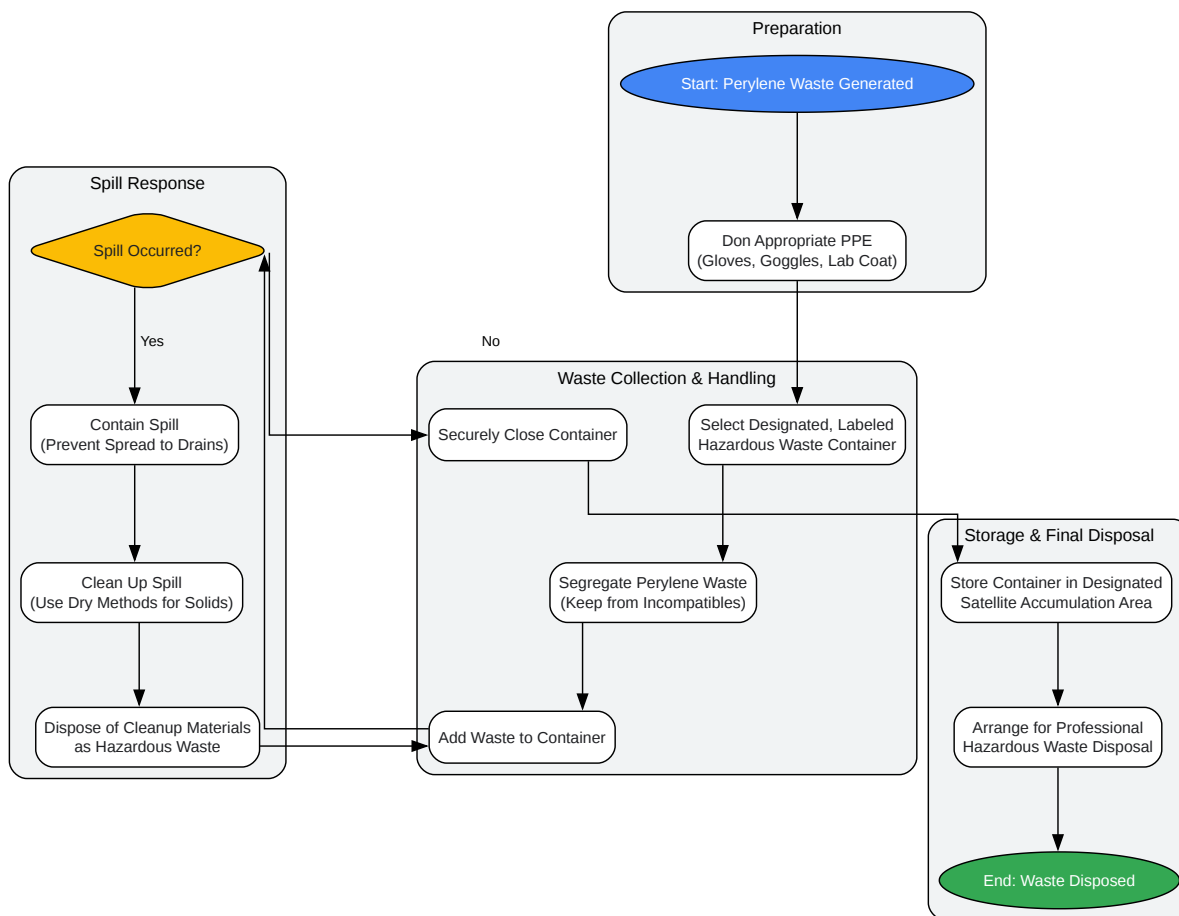 Preparation
Start: Perylene Waste Generated
Don Appropriate PPE
(Gloves, Goggles, Lab Coat)
Spill Response
Spill Occurred?
Yes
No
Contain Spill
(Prevent Spread to Drains)
Clean Up Spill
(Use Dry Methods for Solids)
Dispose of Cleanup Materials
as Hazardous Waste
Waste Collection & Handling
Securely Close Container
Select Designated, Labeled
Hazardous Waste Container
Segregate Perylene Waste
(Keep from Incompatibles)
Add Waste to Container
Storage & Final Disposal
Store Container in Designated
Satellite Accumulation Area
Arrange for Professional
Hazardous Waste Disposal
End: Waste Disposed